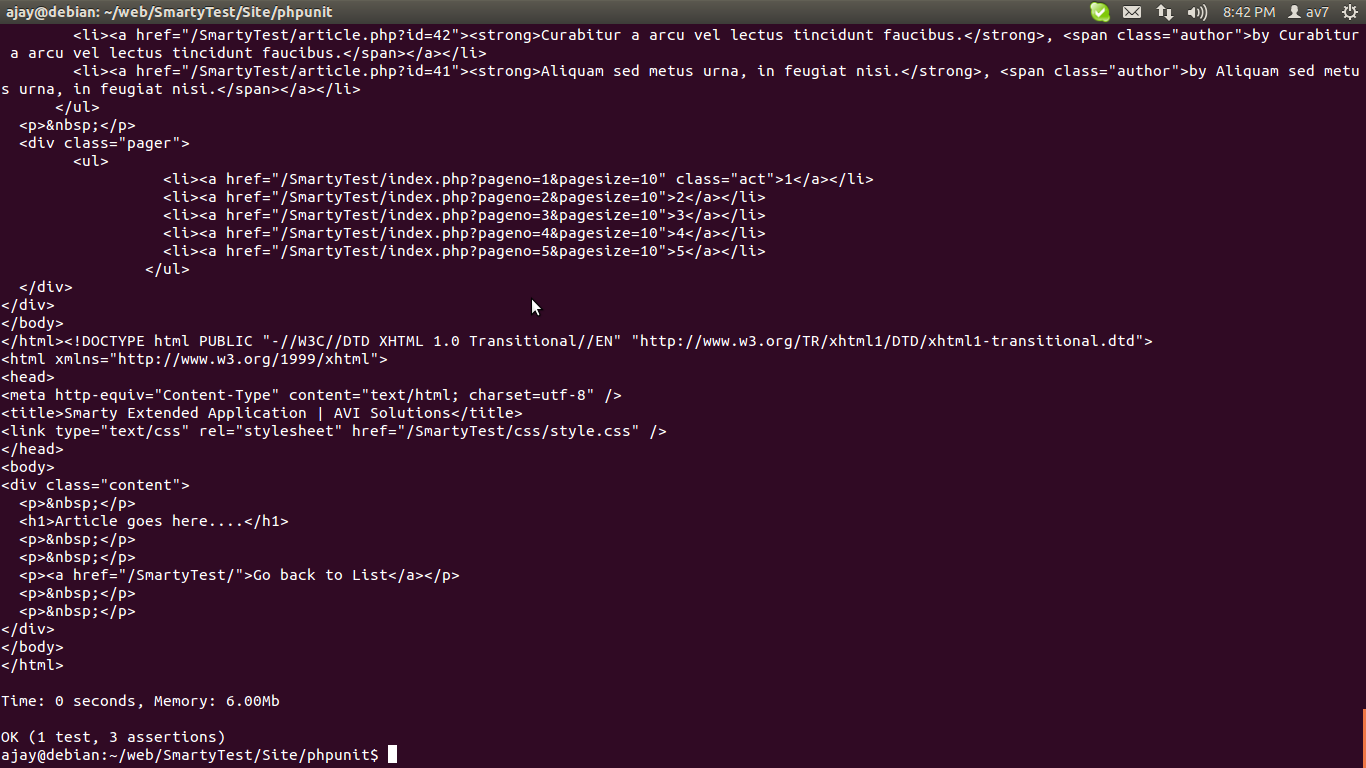 ajay@debian: ~/web/SmartyTest/Site/phpunit
8:42 PM
av7
<li><a href="/SmartyTest/article.php?id=42"><strong>Curabitur a arcu vel lectus tincidunt faucibus.</strong>, <span class="author">by Curabitur
a arcu vel lectus tincidunt faucibus.</span></a></li>
<li><a href="/SmartyTest/article.php?id=41"><strong>Aliquam sed metus urna, in feugiat nisi.</strong>, <span class="author">by Aliquam sed metu
s urna, in feugiat nisi.</span></a></li>
</ul>
<p>&nbsp;</p>
<div class="pager">
<ul>
<li><a href="/SmartyTest/index.php?pageno=1&pagesize=10" class="act">1</a></li>
<li><a href="/SmartyTest/index.php?pageno=2&pagesize=10">2</a></li>
<li><a href="/SmartyTest/index.php?pageno=3&pagesize=10">3</a></li>
<li><a href="/SmartyTest/index.php?pageno=4&pagesize=10">4</a></li>
<li><a href="/SmartyTest/index.php?pageno=5&pagesize=10">5</a></li>
</ul>
</div>
</div>
</body>
</html><!DOCTYPE html PUBLIC "-//W3C//DTD XHTML 1.0 Transitional//EN" "http://www.w3.org/TR/xhtml1/DTD/xhtml1-transitional.dtd">
<html xmlns="http://www.w3.org/1999/xhtml">
<head>
<meta http-equiv="Content-Type" content="text/html; charset=utf-8" />
<title>Smarty Extended Application | AVI Solutions</title>
<link type="text/css" rel="stylesheet" href="/SmartyTest/css/style.css" />
</head>
<body>
<div class="content">
<p>&nbsp;</p>
<h1>Article goes here....</h1>
<p>&nbsp;</p>
<p>&nbsp;</p>
<p><a href="/SmartyTest/">Go back to List</a></p>
<p>&nbsp;</p>
<p>&nbsp;</p>
</div>
</body>
</html>
Time: 0 seconds, Memory: 6.00Mb
OK (1 test, 3 assertions)
ajay@debian:~/web/SmartyTest/Site/phpunit$